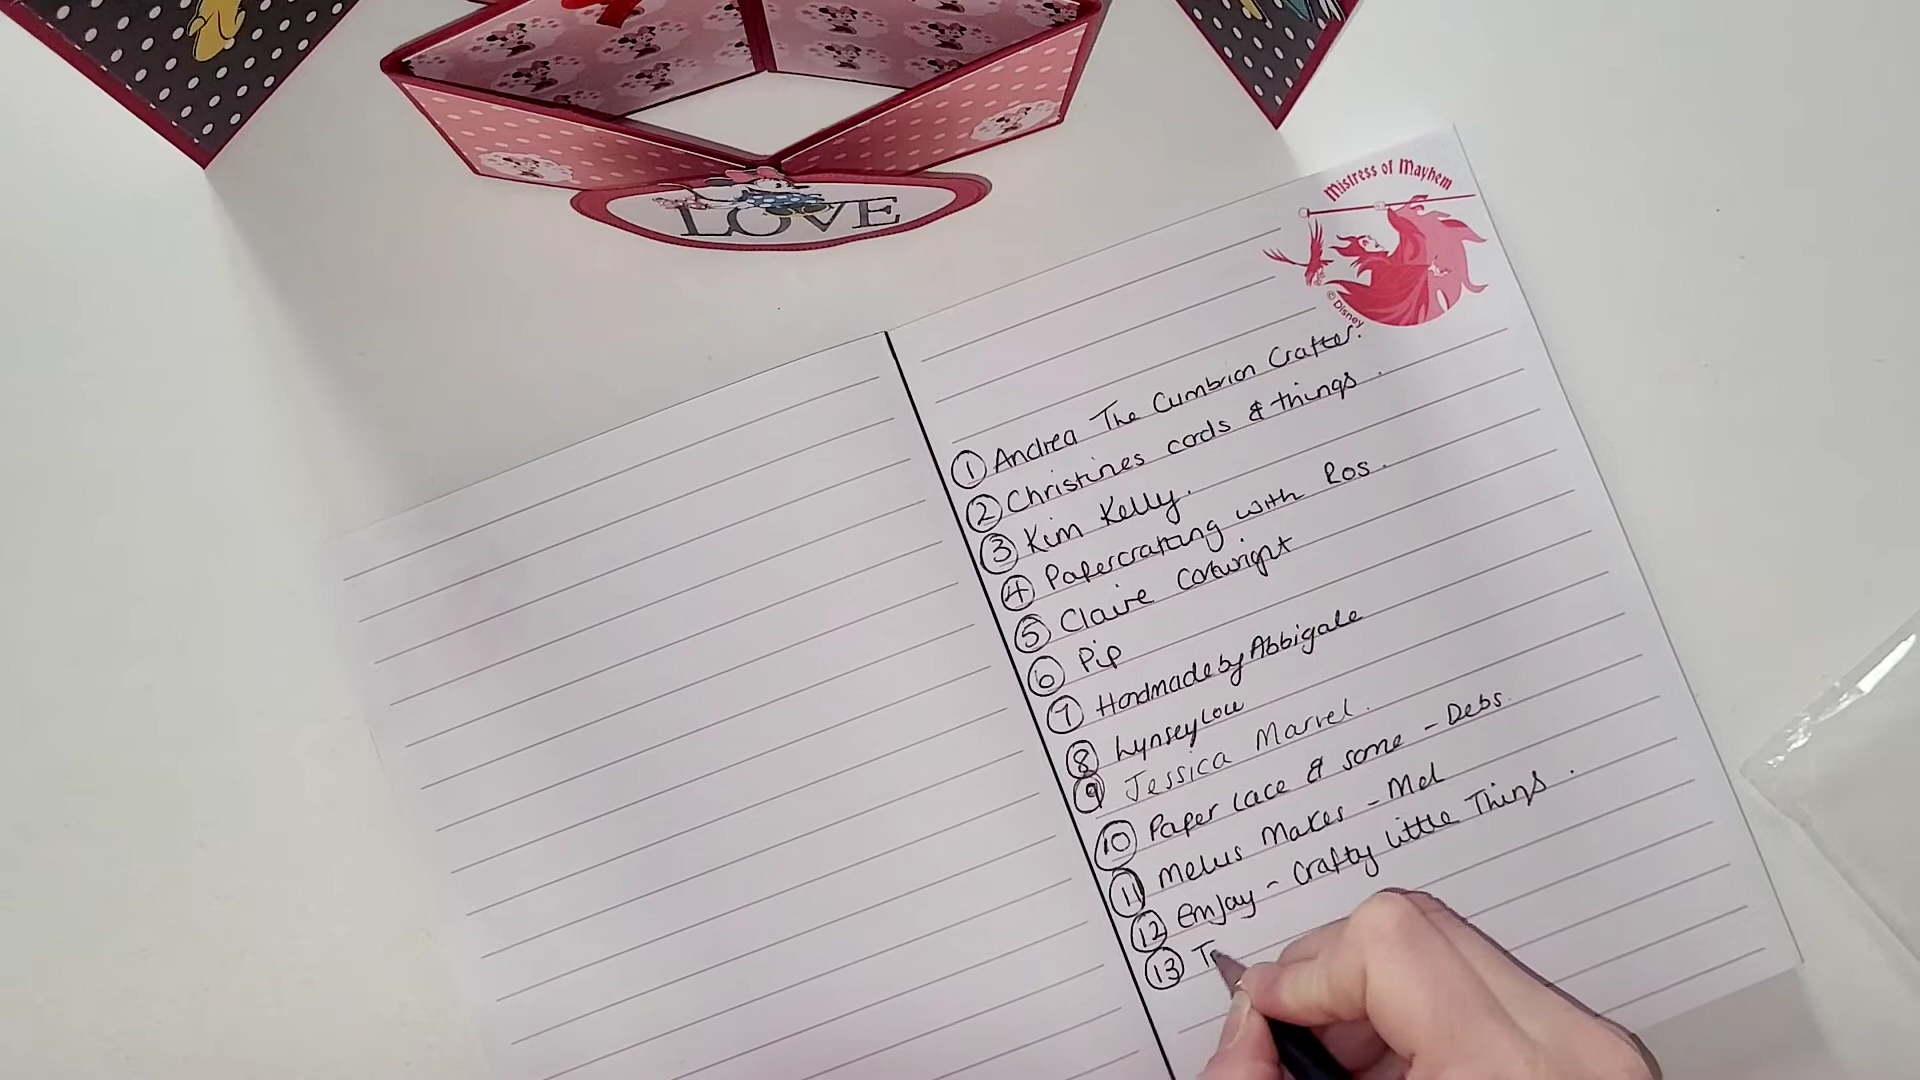 LOVE
Mistress of Mayhem
© Disney
1 Andrea The Cumbrian Crafter.
2 Christines cards & things.
3 Kim Kelly.
4 Papercrafting with Ros.
5 Claire Cartwright
6 Pip
7 Handmade by Abbigale
8 Lynsey Lou
9 Jessica Marvel.
10 Paper Lace & some - Debs.
11 Melus Makes - Mel
12 Emjay - Crafty Little Things.
13 T